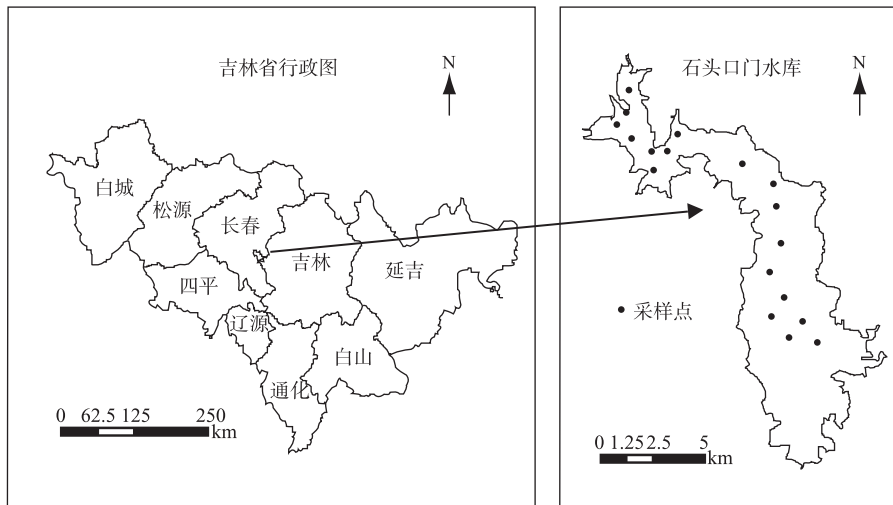 吉林省行政图
N
白城
松源
长春
吉林
延吉
四平
辽源
白山
通化
0 62.5 125 250
km
石头口门水库
N
采样点
0 1.25 2.5 5
km